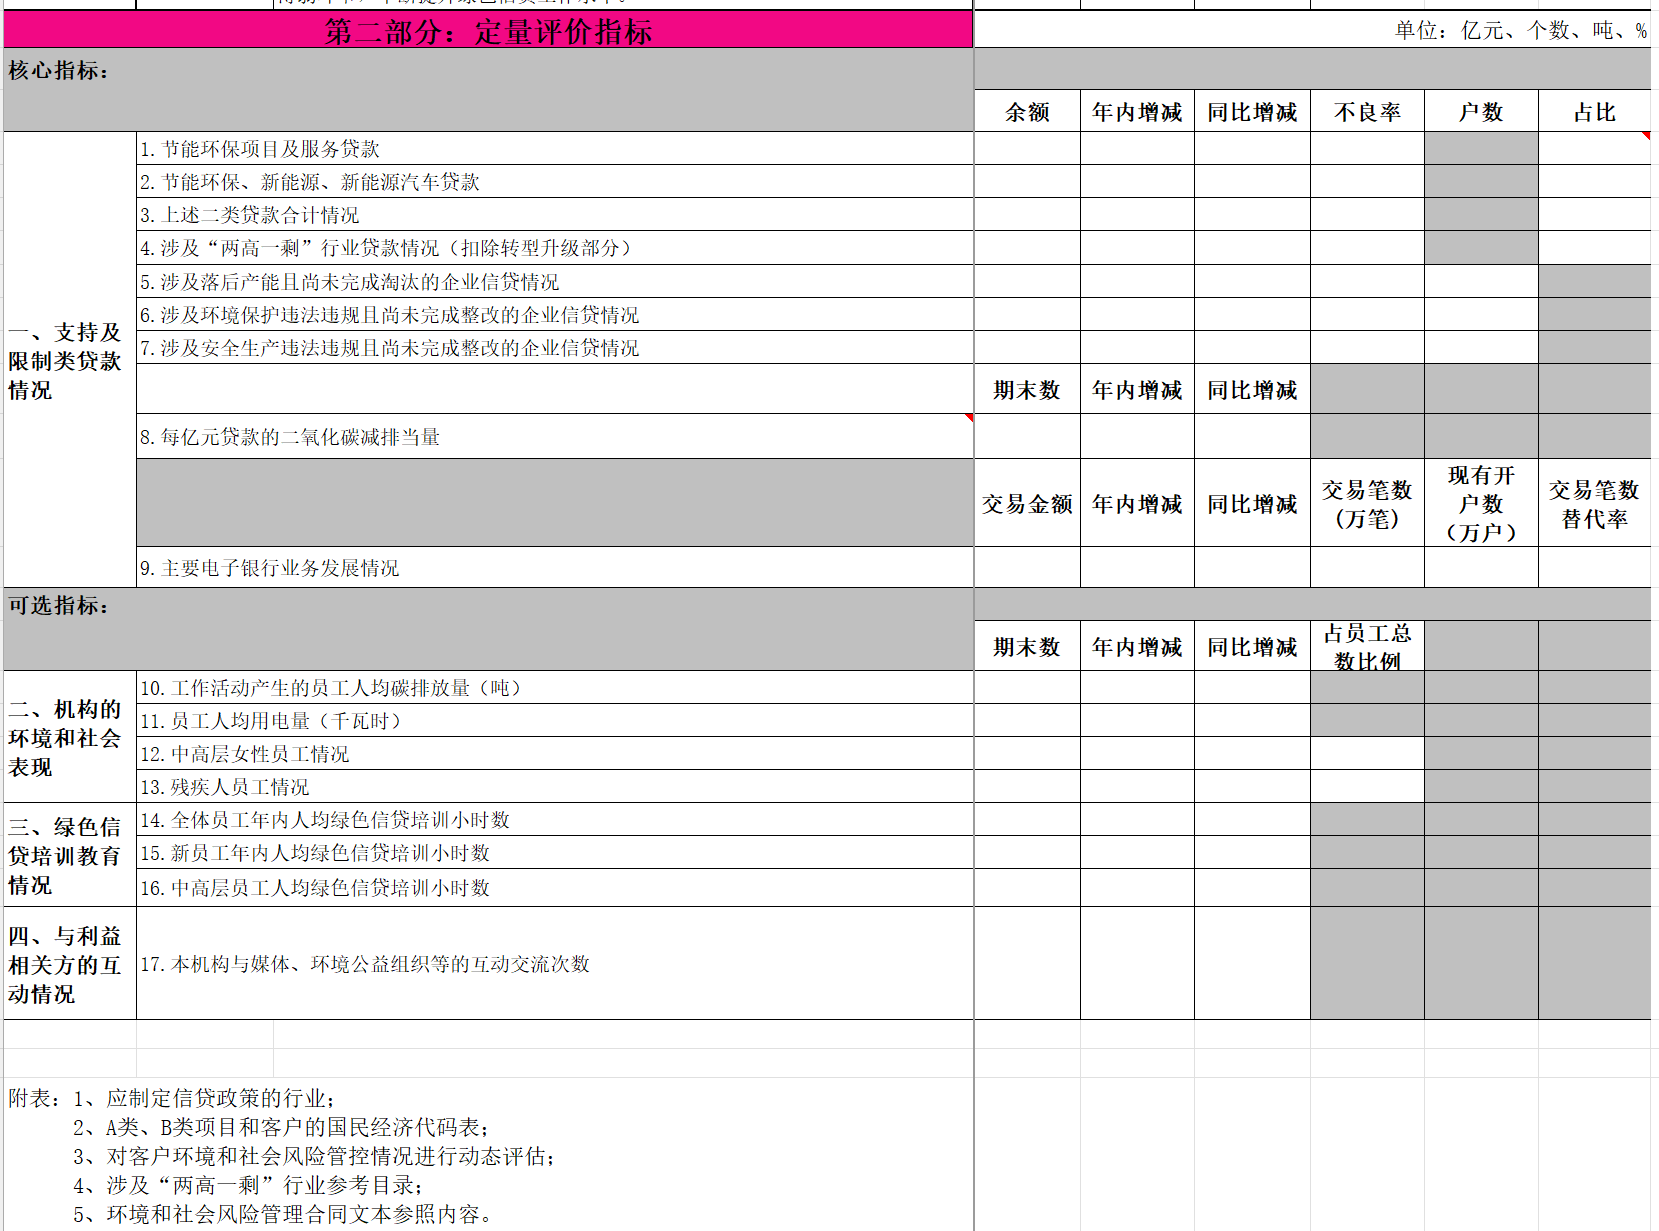 第二部分：定量评价指标
单位：亿元、个数、吨、%
核心指标：
余额 年内增减 同比增减 不良率 户数 占比
一、支持及
限制类贷款
情况
1.节能环保项目及服务贷款
2.节能环保、新能源、新能源汽车贷款
3.上述二类贷款合计情况
4.涉及“两高一剩”行业贷款情况（扣除转型升级部分）
5.涉及落后产能且尚未完成淘汰的企业信贷情况
6.涉及环境保护违法违规且尚未完成整改的企业信贷情况
7.涉及安全生产违法违规且尚未完成整改的企业信贷情况
期末数 年内增减 同比增减
8.每亿元贷款的二氧化碳减排当量
交易金额 年内增减 同比增减
交易笔数
（万笔）
现有开
户数
（万户）
交易笔数
替代率
9.主要电子银行业务发展情况
可选指标：
期末数 年内增减 同比增减
占员工总
数比例
二、机构的
环境和社会
表现
10.工作活动产生的员工人均碳排放量（吨）
11.员工人均用电量（千瓦时）
12.中高层女性员工情况
13.残疾人员工情况
三、绿色信
贷培训教育
情况
14.全体员工年内人均绿色信贷培训小时数
15.新员工年内人均绿色信贷培训小时数
16.中高层员工人均绿色信贷培训小时数
四、与利益
相关方的互
动情况
17.本机构与媒体、环境公益组织等的互动交流次数
附表：1、应制定信贷政策的行业；
2、A类、B类项目和客户的国民经济代码表；
3、对客户环境和社会风险管控情况进行动态评估；
4、涉及“两高一剩”行业参考目录；
5、环境和社会风险管理合同文本参照内容。